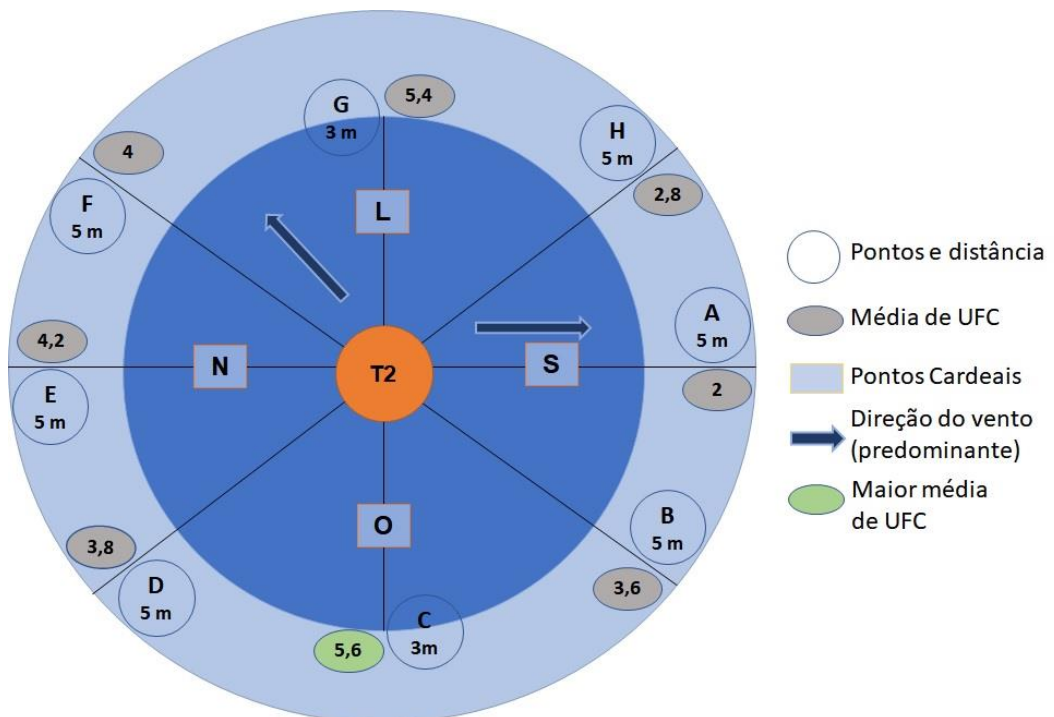 G
3 m
5,4
H
5 m
4
F
5 m
2,8
L
Pontos e distância
A
5 m
Média de UFC
4,2
N
T2
S
Pontos Cardeais
E
5 m
2
Direção do vento
(predominante)
Maior média
de UFC
O
B
5 m
3,8
D
5 m
3,6
C
3m
5,6